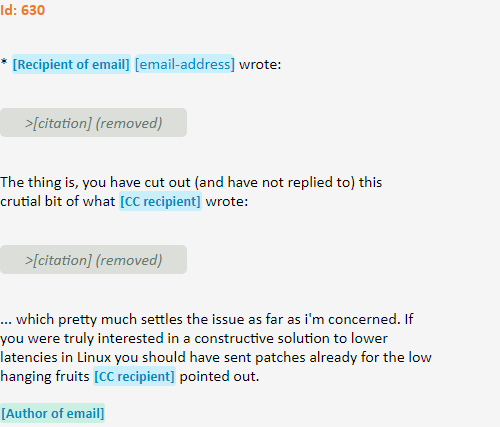 Id: 630
* [Recipient of email] [email-address] wrote:
>[citation] (removed)
The thing is, you have cut out (and have not replied to) this
crutial bit of what [CC recipient] wrote:
>[citation] (removed)
... which pretty much settles the issue as far as i'm concerned. If
you were truly interested in a constructive solution to lower
latencies in Linux you should have sent patches already for the low
hanging fruits [CC recipient] pointed out.
[Author of email]